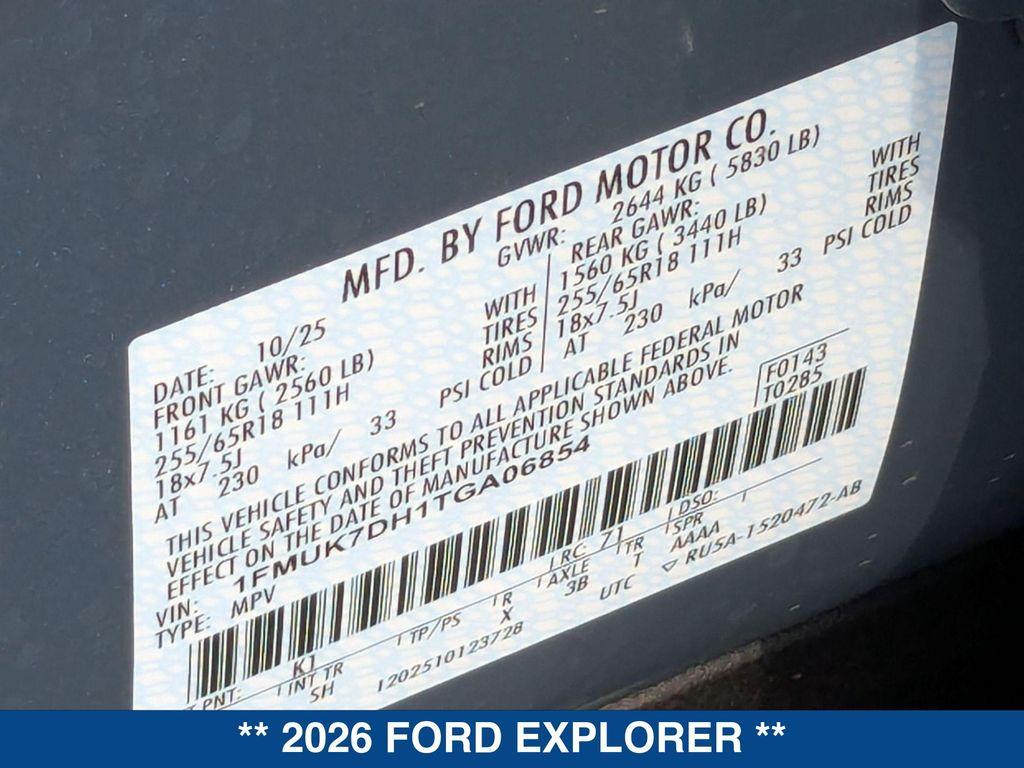 MFD. BY FORD MOTOR CO.
DATE: 10/25 GVWR: 2644 KG ( 5830 LB)
FRONT GAWR: REAR GAWR:
1161 KG ( 2560 LB) WITH 1560 KG ( 3440 LB) WITH
255/65R18 111H TIRES 255/65R18 111H TIRES
18x7.5J RIMS 18x7.5J RIMS
AT 230 kPa/ 33 PSI COLD AT 230 kPa/ 33 PSI COLD
THIS VEHICLE CONFORMS TO ALL APPLICABLE FEDERAL MOTOR
VEHICLE SAFETY AND THEFT PREVENTION STANDARDS IN
EFFECT ON THE DATE OF MANUFACTURE SHOWN ABOVE.
VIN: 1FMUK7DH1TGA06854 F0143
TYPE: MPV T0285
PNT: K1 RC: 71 DSO:
INT TR TP/PS R AXLE TR SPR
SH X 3B T AAAA
1202510123728 UTC RU5A-1520472-AB
** 2026 FORD EXPLORER **